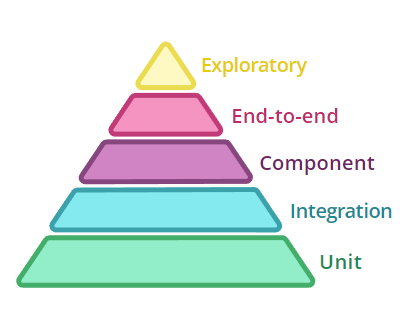 Exploratory
End-to-end
Component
Integration
Unit